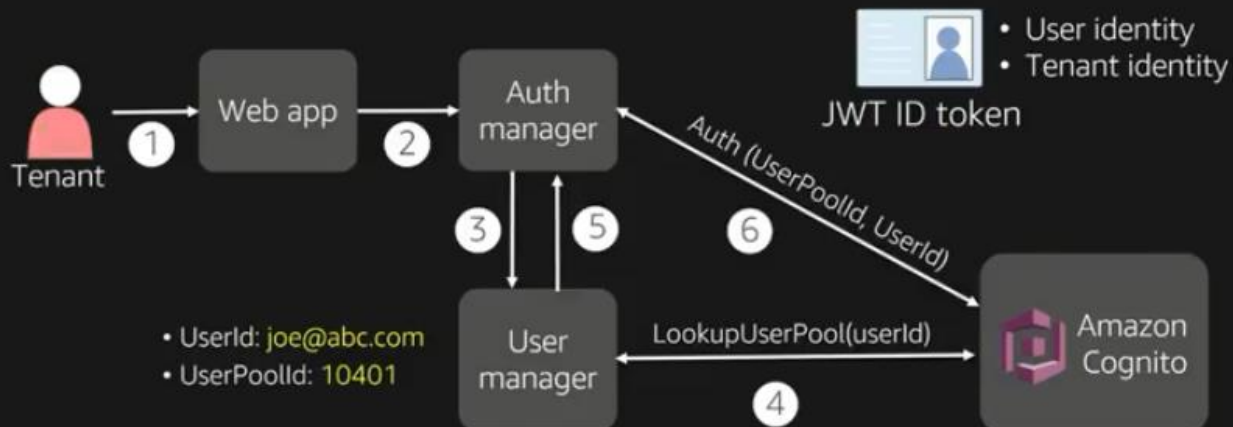 • User identity
• Tenant identity
JWT ID token
Tenant
1
Web app
2
Auth
manager
3
5
Auth (UserPoolId, UserId)
6
• UserId: joe@abc.com
• UserPoolId: 10401
User
manager
LookupUserPool(userId)
4
Amazon
Cognito